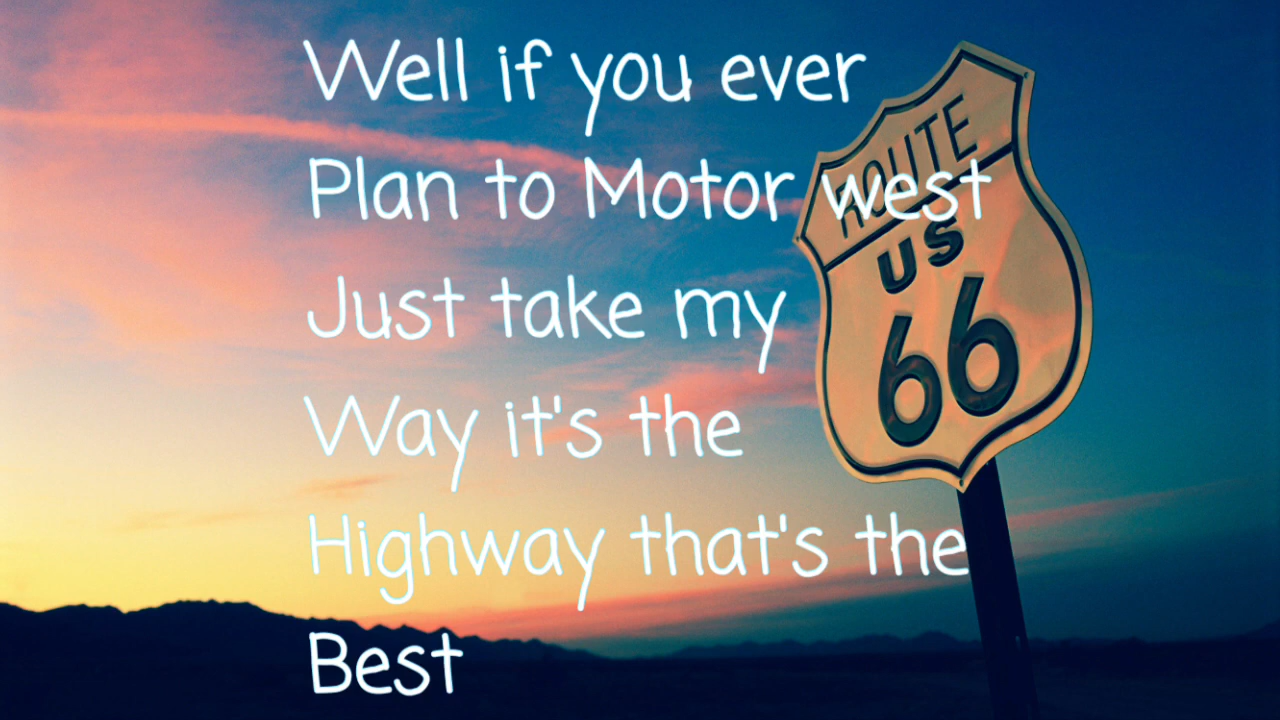 Well if you ever
Plan to Motor west
Just take my
Way it's the
Highway that's the
Best
ROUTE
US
66